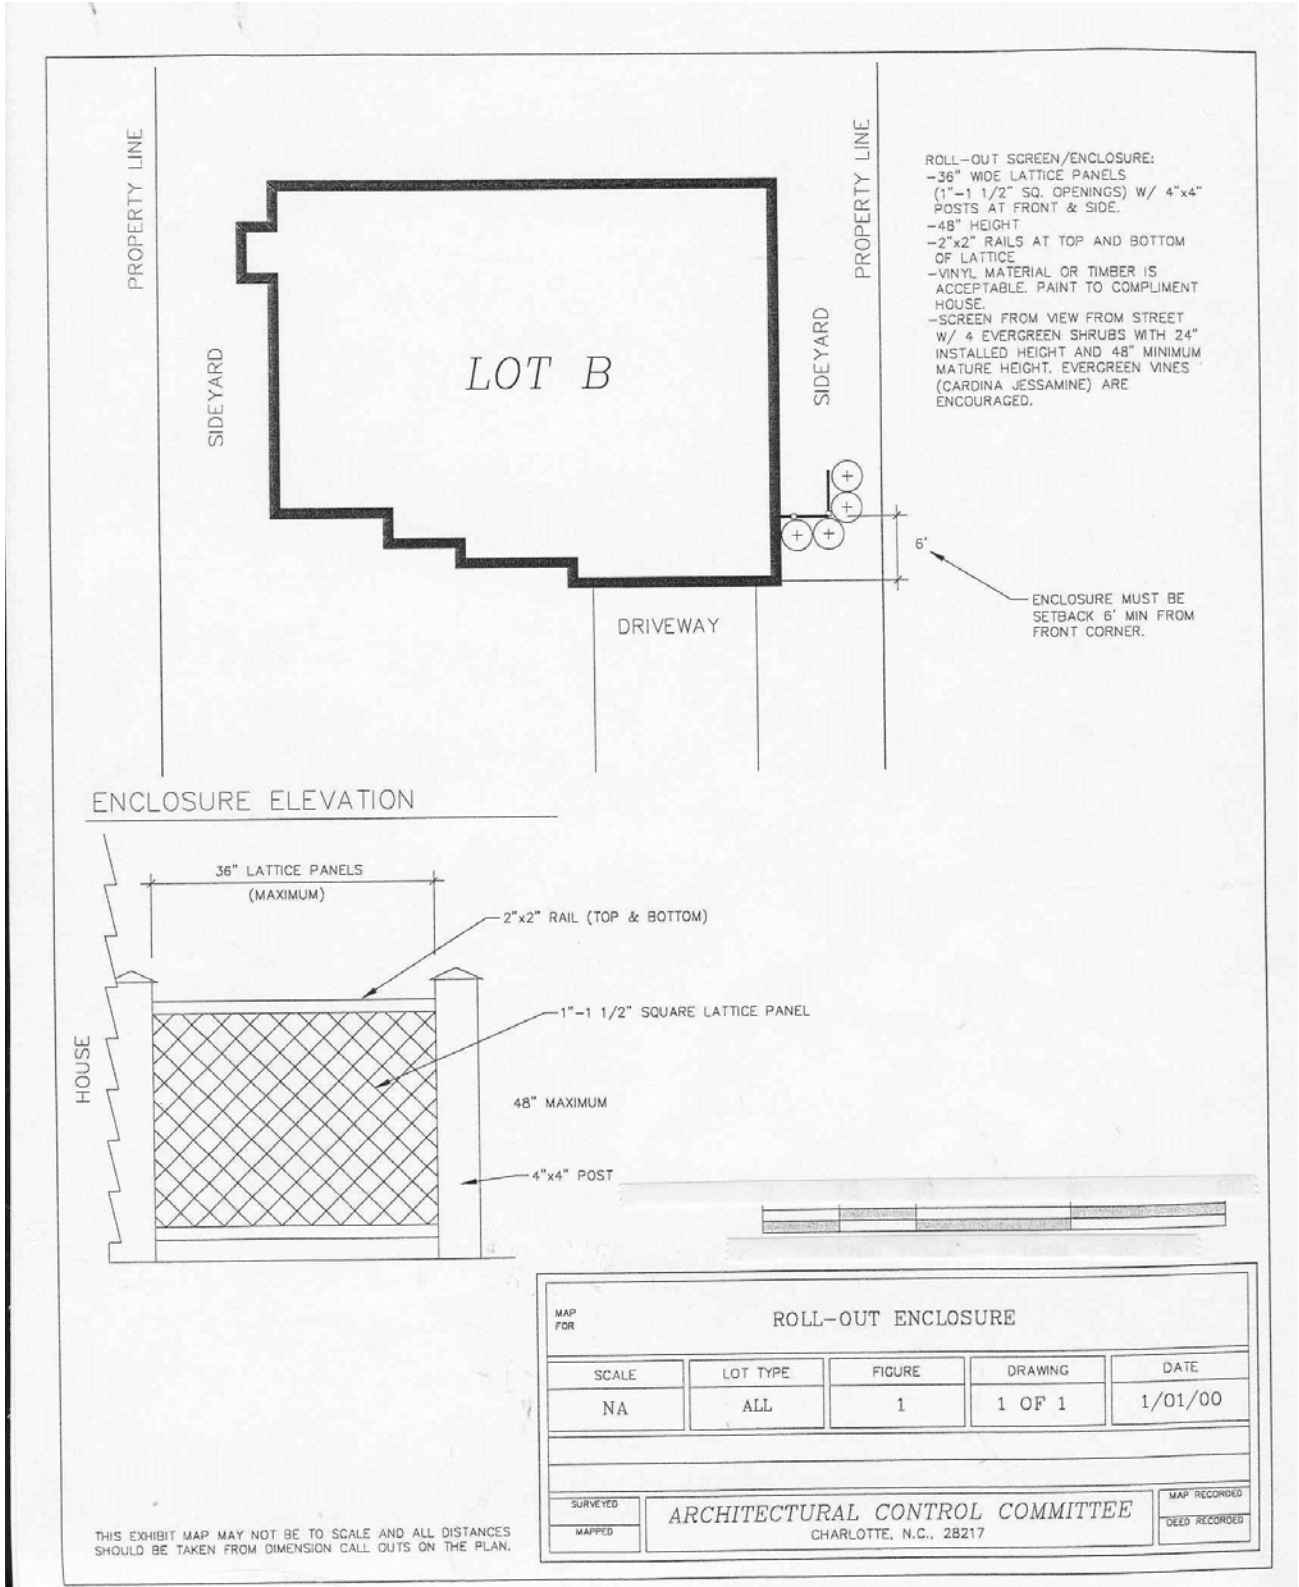 PROPERTY LINE
SIDEYARD
LOT B
SIDEYARD
PROPERTY LINE
ROLL-OUT SCREEN/ENCLOSURE:
-36" WIDE LATTICE PANELS
(1"-1 1/2" SQ. OPENINGS) W/ 4"x4"
POSTS AT FRONT & SIDE.
-48" HEIGHT
-2"x2" RAILS AT TOP AND BOTTOM
OF LATTICE
-VINYL MATERIAL OR TIMBER IS
ACCEPTABLE. PAINT TO COMPLIMENT
HOUSE.
-SCREEN FROM VIEW FROM STREET
W/ 4 EVERGREEN SHRUBS WITH 24"
INSTALLED HEIGHT AND 48" MINIMUM
MATURE HEIGHT. EVERGREEN VINES
(CARDINA JESSAMINE) ARE
ENCOURAGED.
6'
ENCLOSURE MUST BE
SETBACK 6' MIN FROM
FRONT CORNER.
DRIVEWAY
ENCLOSURE ELEVATION
36" LATTICE PANELS
(MAXIMUM)
2"x2" RAIL (TOP & BOTTOM)
1"-1 1/2" SQUARE LATTICE PANEL
HOUSE
48" MAXIMUM
4"x4" POST
MAP
FOR
ROLL-OUT ENCLOSURE
SCALE LOT TYPE FIGURE DRAWING DATE
NA ALL 1 1 OF 1 1/01/00
SURVEYED
MAPPED
ARCHITECTURAL CONTROL COMMITTEE
CHARLOTTE, N.C., 28217
MAP RECORDED
DEED RECORDED
THIS EXHIBIT MAP MAY NOT BE TO SCALE AND ALL DISTANCES
SHOULD BE TAKEN FROM DIMENSION CALL OUTS ON THE PLAN.